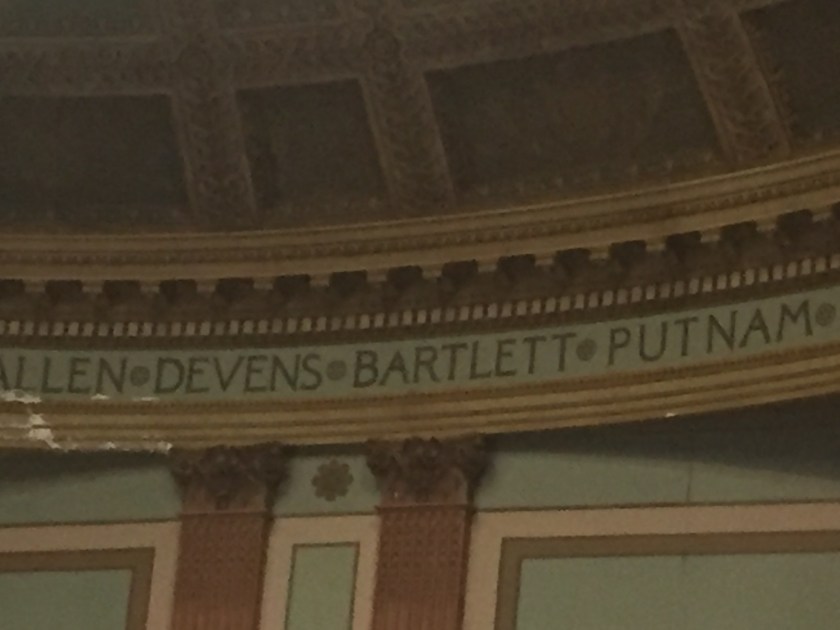 ALLEN • DEVENS • BARTLETT • PUTNAM •